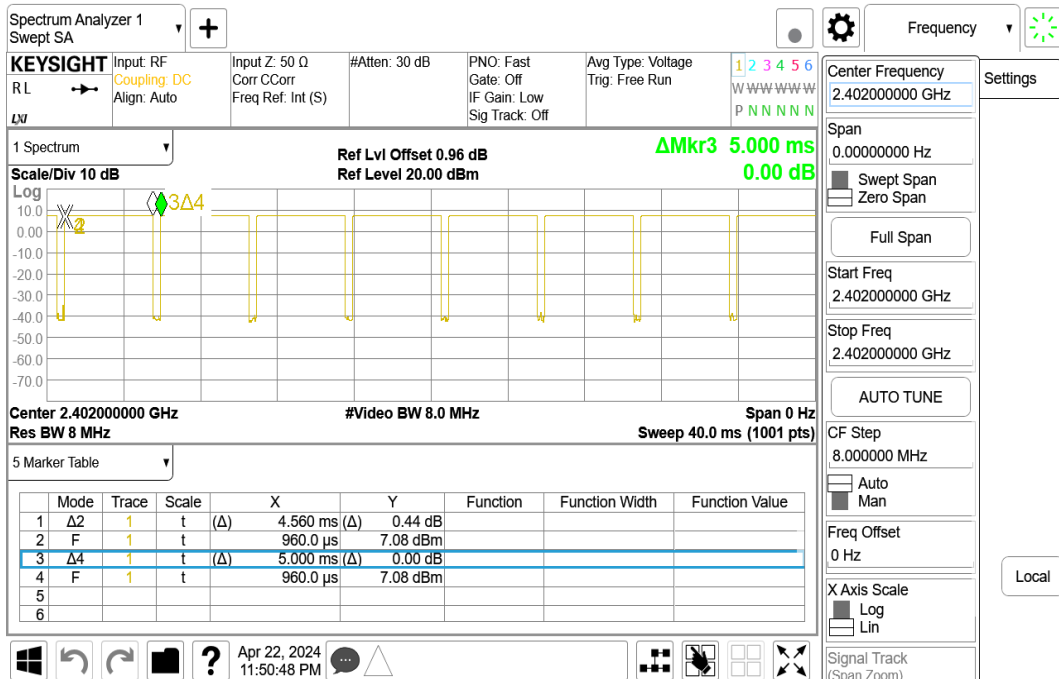 Spectrum Analyzer 1
Swept SA
+
Frequency
KEYSIGHT
RL
LXI
Input: RF
Coupling: DC
Align: Auto
Input Z: 50 Ω
Corr CCorr
Freq Ref: Int (S)
#Atten: 30 dB
PNO: Fast
Gate: Off
IF Gain: Low
Sig Track: Off
Avg Type: Voltage
Trig: Free Run
1 2 3 4 5 6
W W W W W W
P N N N N N
Center Frequency
2.402000000 GHz
Settings
1 Spectrum
Scale/Div 10 dB
Ref Lvl Offset 0.96 dB
Ref Level 20.00 dBm
ΔMkr3 5.000 ms
0.00 dB
Log
10.0
0.00
-10.0
-20.0
-30.0
-40.0
-50.0
-60.0
-70.0
3Δ4
Center 2.402000000 GHz
#Video BW 8.0 MHz
Span 0 Hz
Res BW 8 MHz
Sweep 40.0 ms (1001 pts)
Span
0.00000000 Hz
Swept Span
Zero Span
Full Span
Start Freq
2.402000000 GHz
Stop Freq
2.402000000 GHz
AUTO TUNE
CF Step
8.000000 MHz
Auto
Man
Freq Offset
0 Hz
X Axis Scale
Log
Lin
Signal Track
(Span Zoom)
Local
5 Marker Table
Mode Trace Scale X Y Function Function Width Function Value
1 Δ2 1 t (Δ) 4.560 ms (Δ) 0.44 dB
2 F 1 t 960.0 µs 7.08 dBm
3 Δ4 1 t (Δ) 5.000 ms (Δ) 0.00 dB
4 F 1 t 960.0 µs 7.08 dBm
5
6
?
Apr 22, 2024
11:50:48 PM